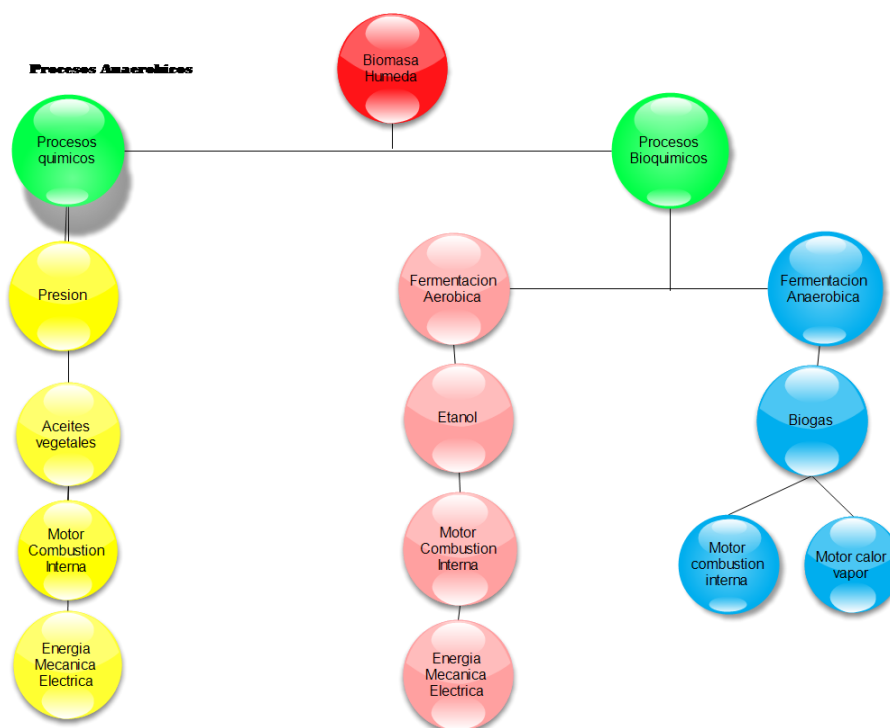 Biomasa
Humeda
Procesos Anaerobicos
Procesos
quimicos
Procesos
Bioquimicos
Presion
Fermentacion
Aerobica
Fermentacion
Anaerobica
Aceites
vegetales
Etanol
Biogas
Motor
Combustion
Interna
Motor
Combustion
Interna
Motor
combustion
interna
Motor calor
vapor
Energia
Mecanica
Electrica
Energia
Mecanica
Electrica